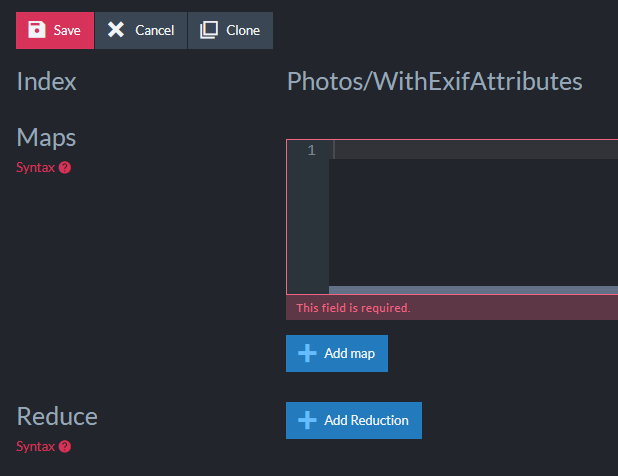 Save Cancel Clone
Index Photos/WithExifAttributes
Maps
Syntax ?
1
This field is required.
Add map
Reduce
Add Reduction
Syntax ?